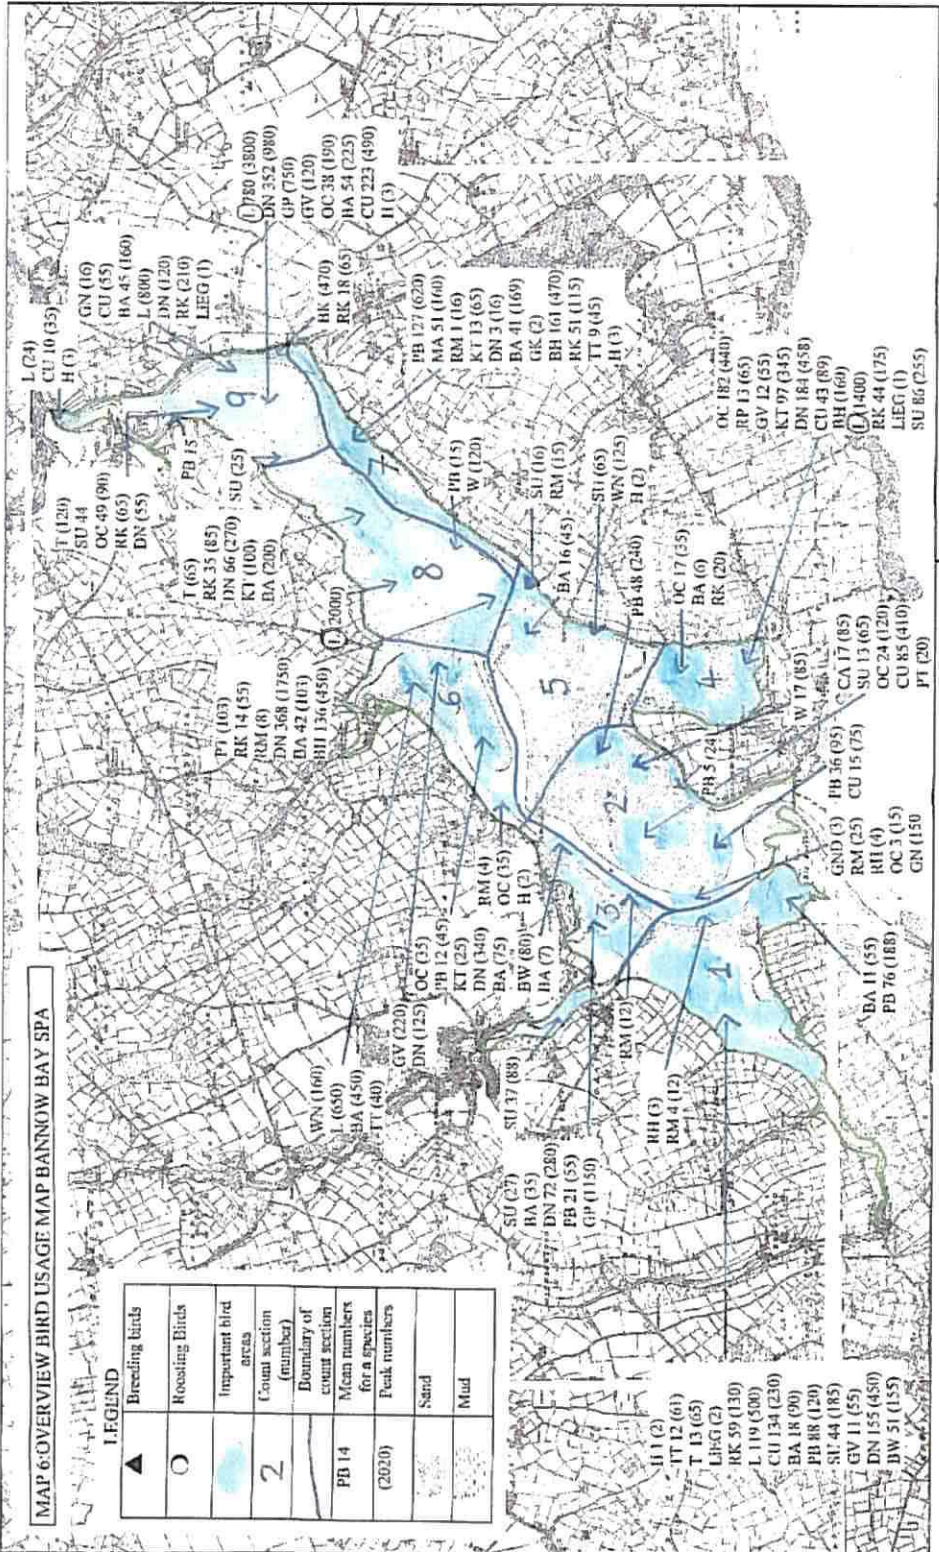 MAP 6:OVERVIEW BIRD USAGE MAP BANNOW BAY SPA
LEGEND
Breeding birds
Roosting Birds
Important bird
areas
2
Count section
(number)
Boundary of
count section
PB 14
Mean numbers
for a species
(2020)
Peak numbers
Sand
Mud
L (24)
CU 10 (35)
H (3)
GN (16)
CU (55)
BA 45 (160)
L (800)
DN (120)
RK (210)
LIEG (1)
L 780 (3800)
DN 352 (980)
GP (750)
GV (120)
OC 38 (190)
BA 54 (225)
CU 223 (490)
H (3)
T (120)
SU 44
OC 49 (90)
RK (65)
DN (55)
PB 15
SU (25)
9
BK (470)
RK 18 (65)
T (65)
RK 35 (85)
DN 66 (270)
KT (100)
BA (200)
PB 127 (620)
MA 51 (160)
RM 1 (16)
KT 13 (65)
DN 3 (16)
BA 41 (169)
GK (2)
BH 161 (470)
RK 51 (115)
TT 9 (45)
H (3)
7
8
PB (15)
W (120)
L (2000)
PT (103)
RK 14 (55)
RM (8)
DN 368 (1750)
BA 42 (103)
BH 136 (450)
SU (16)
RM (15)
BA 16 (45)
SU (65)
WN (125)
H (2)
PB 48 (240)
6
5
OC 17 (35)
BA (6)
RK (20)
4
OC 182 (440)
RP 13 (65)
GV 12 (55)
KT 97 (345)
DN 184 (458)
CU 43 (89)
BH (160)
L (1400)
RK 44 (175)
LIEG (1)
SU 86 (255)
WN (160)
L (650)
BA (450)
TT (40)
GV (220)
DN (125)
OC (35)
PB 12 (45)
KT (25)
DN (340)
BA (75)
BW (80)
BA (7)
RM (4)
OC (35)
H (2)
2
PB 5 (24)
W 17 (85)
CA 17 (85)
SU 13 (65)
OC 24 (120)
CU 85 (410)
PT (20)
PB 36 (95)
CU 15 (75)
GND (3)
RM (25)
RH (4)
OC 3 (15)
GN (150
3
1
SU 37 (88)
RM (12)
RH (3)
RM 4 (12)
BA 11 (55)
PB 76 (188)
SU (27)
BA (35)
DN 72 (280)
PB 21 (55)
GP (1150)
H 1 (2)
TT 12 (61)
T 13 (65)
LIEG (2)
RK 59 (130)
L 119 (500)
CU 134 (230)
BA 18 (90)
PB 88 (120)
SU 44 (185)
GV 11 (55)
DN 155 (450)
BW 51 (155)